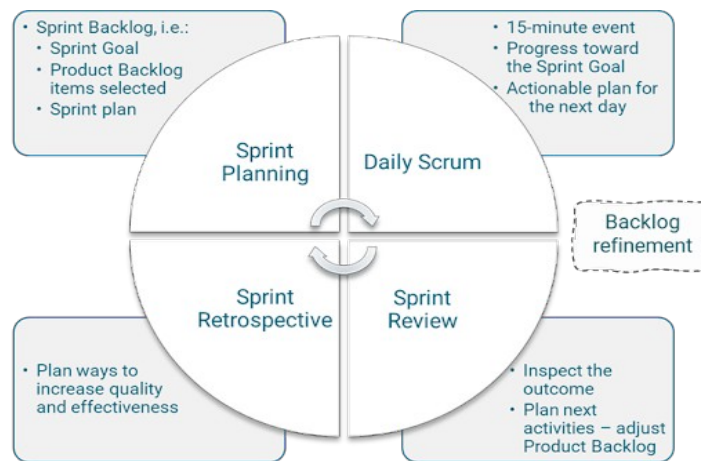 • Sprint Backlog, i.e.:
• Sprint Goal
• Product Backlog
items selected
• Sprint plan
• 15-minute event
• Progress toward
the Sprint Goal
• Actionable plan for
the next day
Sprint
Planning
Daily Scrum
Backlog
refinement
Sprint
Retrospective
Sprint
Review
• Plan ways to
increase quality
and effectiveness
• Inspect the
outcome
• Plan next
activities – adjust
Product Backlog